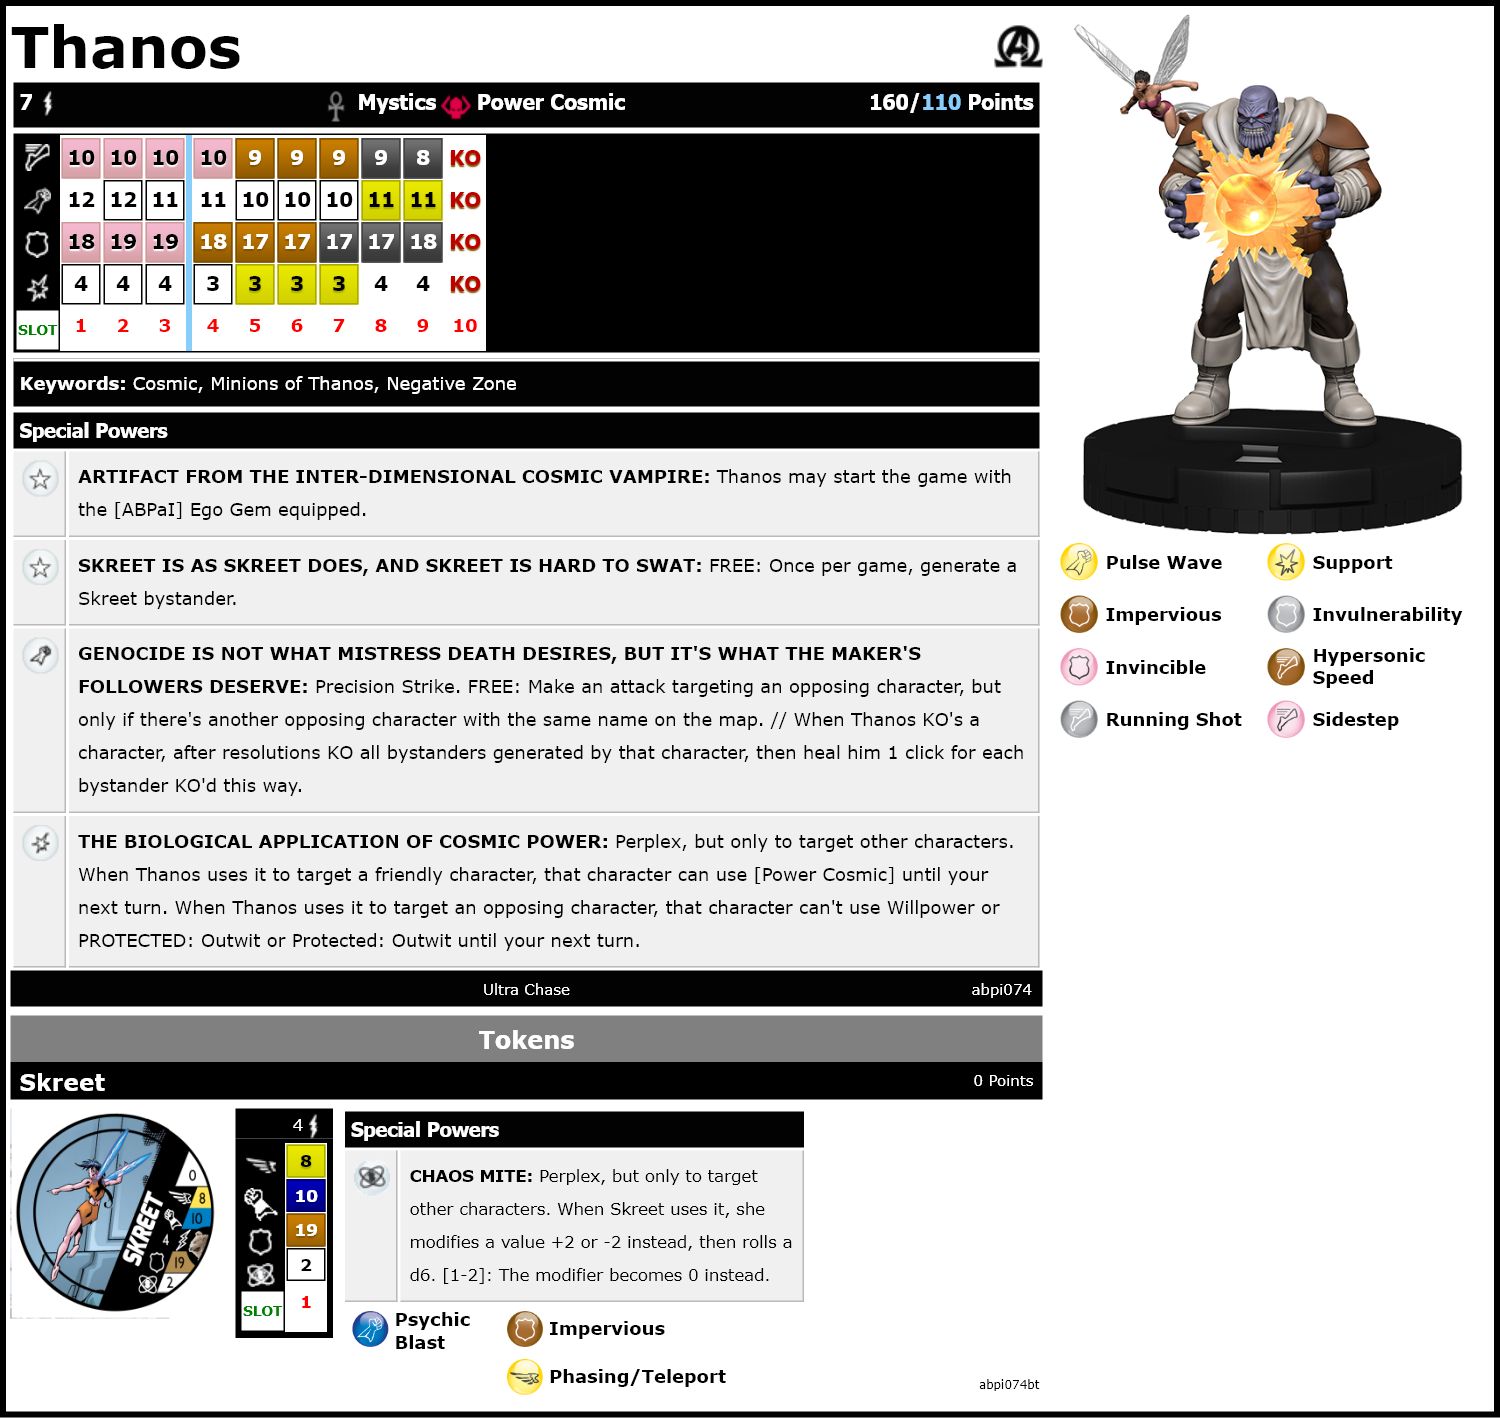 Thanos
7 Mystics Power Cosmic 160/110 Points
10 10 10 10 9 9 9 9 8 KO
12 12 11 11 10 10 10 11 11 KO
18 19 19 18 17 17 17 17 18 KO
4 4 4 3 3 3 3 4 4 KO
SLOT 1 2 3 4 5 6 7 8 9 10
Keywords: Cosmic, Minions of Thanos, Negative Zone
Special Powers
ARTIFACT FROM THE INTER-DIMENSIONAL COSMIC VAMPIRE: Thanos may start the game with
the [ABPaI] Ego Gem equipped.
SKREET IS AS SKREET DOES, AND SKREET IS HARD TO SWAT: FREE: Once per game, generate a
Skreet bystander.
GENOCIDE IS NOT WHAT MISTRESS DEATH DESIRES, BUT IT'S WHAT THE MAKER'S
FOLLOWERS DESERVE: Precision Strike. FREE: Make an attack targeting an opposing character, but
only if there's another opposing character with the same name on the map. // When Thanos KO's a
character, after resolutions KO all bystanders generated by that character, then heal him 1 click for each
bystander KO'd this way.
THE BIOLOGICAL APPLICATION OF COSMIC POWER: Perplex, but only to target other characters.
When Thanos uses it to target a friendly character, that character can use [Power Cosmic] until your
next turn. When Thanos uses it to target an opposing character, that character can't use Willpower or
PROTECTED: Outwit or Protected: Outwit until your next turn.
Ultra Chase abpi074
Pulse Wave Support
Impervious Invulnerability
Invincible Hypersonic
Speed
Running Shot Sidestep
Tokens
Skreet 0 Points
SKREET
0
8
10
4
19
2
4
8
10
19
2
SLOT 1
Special Powers
CHAOS MITE: Perplex, but only to target
other characters. When Skreet uses it, she
modifies a value +2 or -2 instead, then rolls a
d6. [1-2]: The modifier becomes 0 instead.
Psychic
Blast
Impervious
Phasing/Teleport
abpi074bt